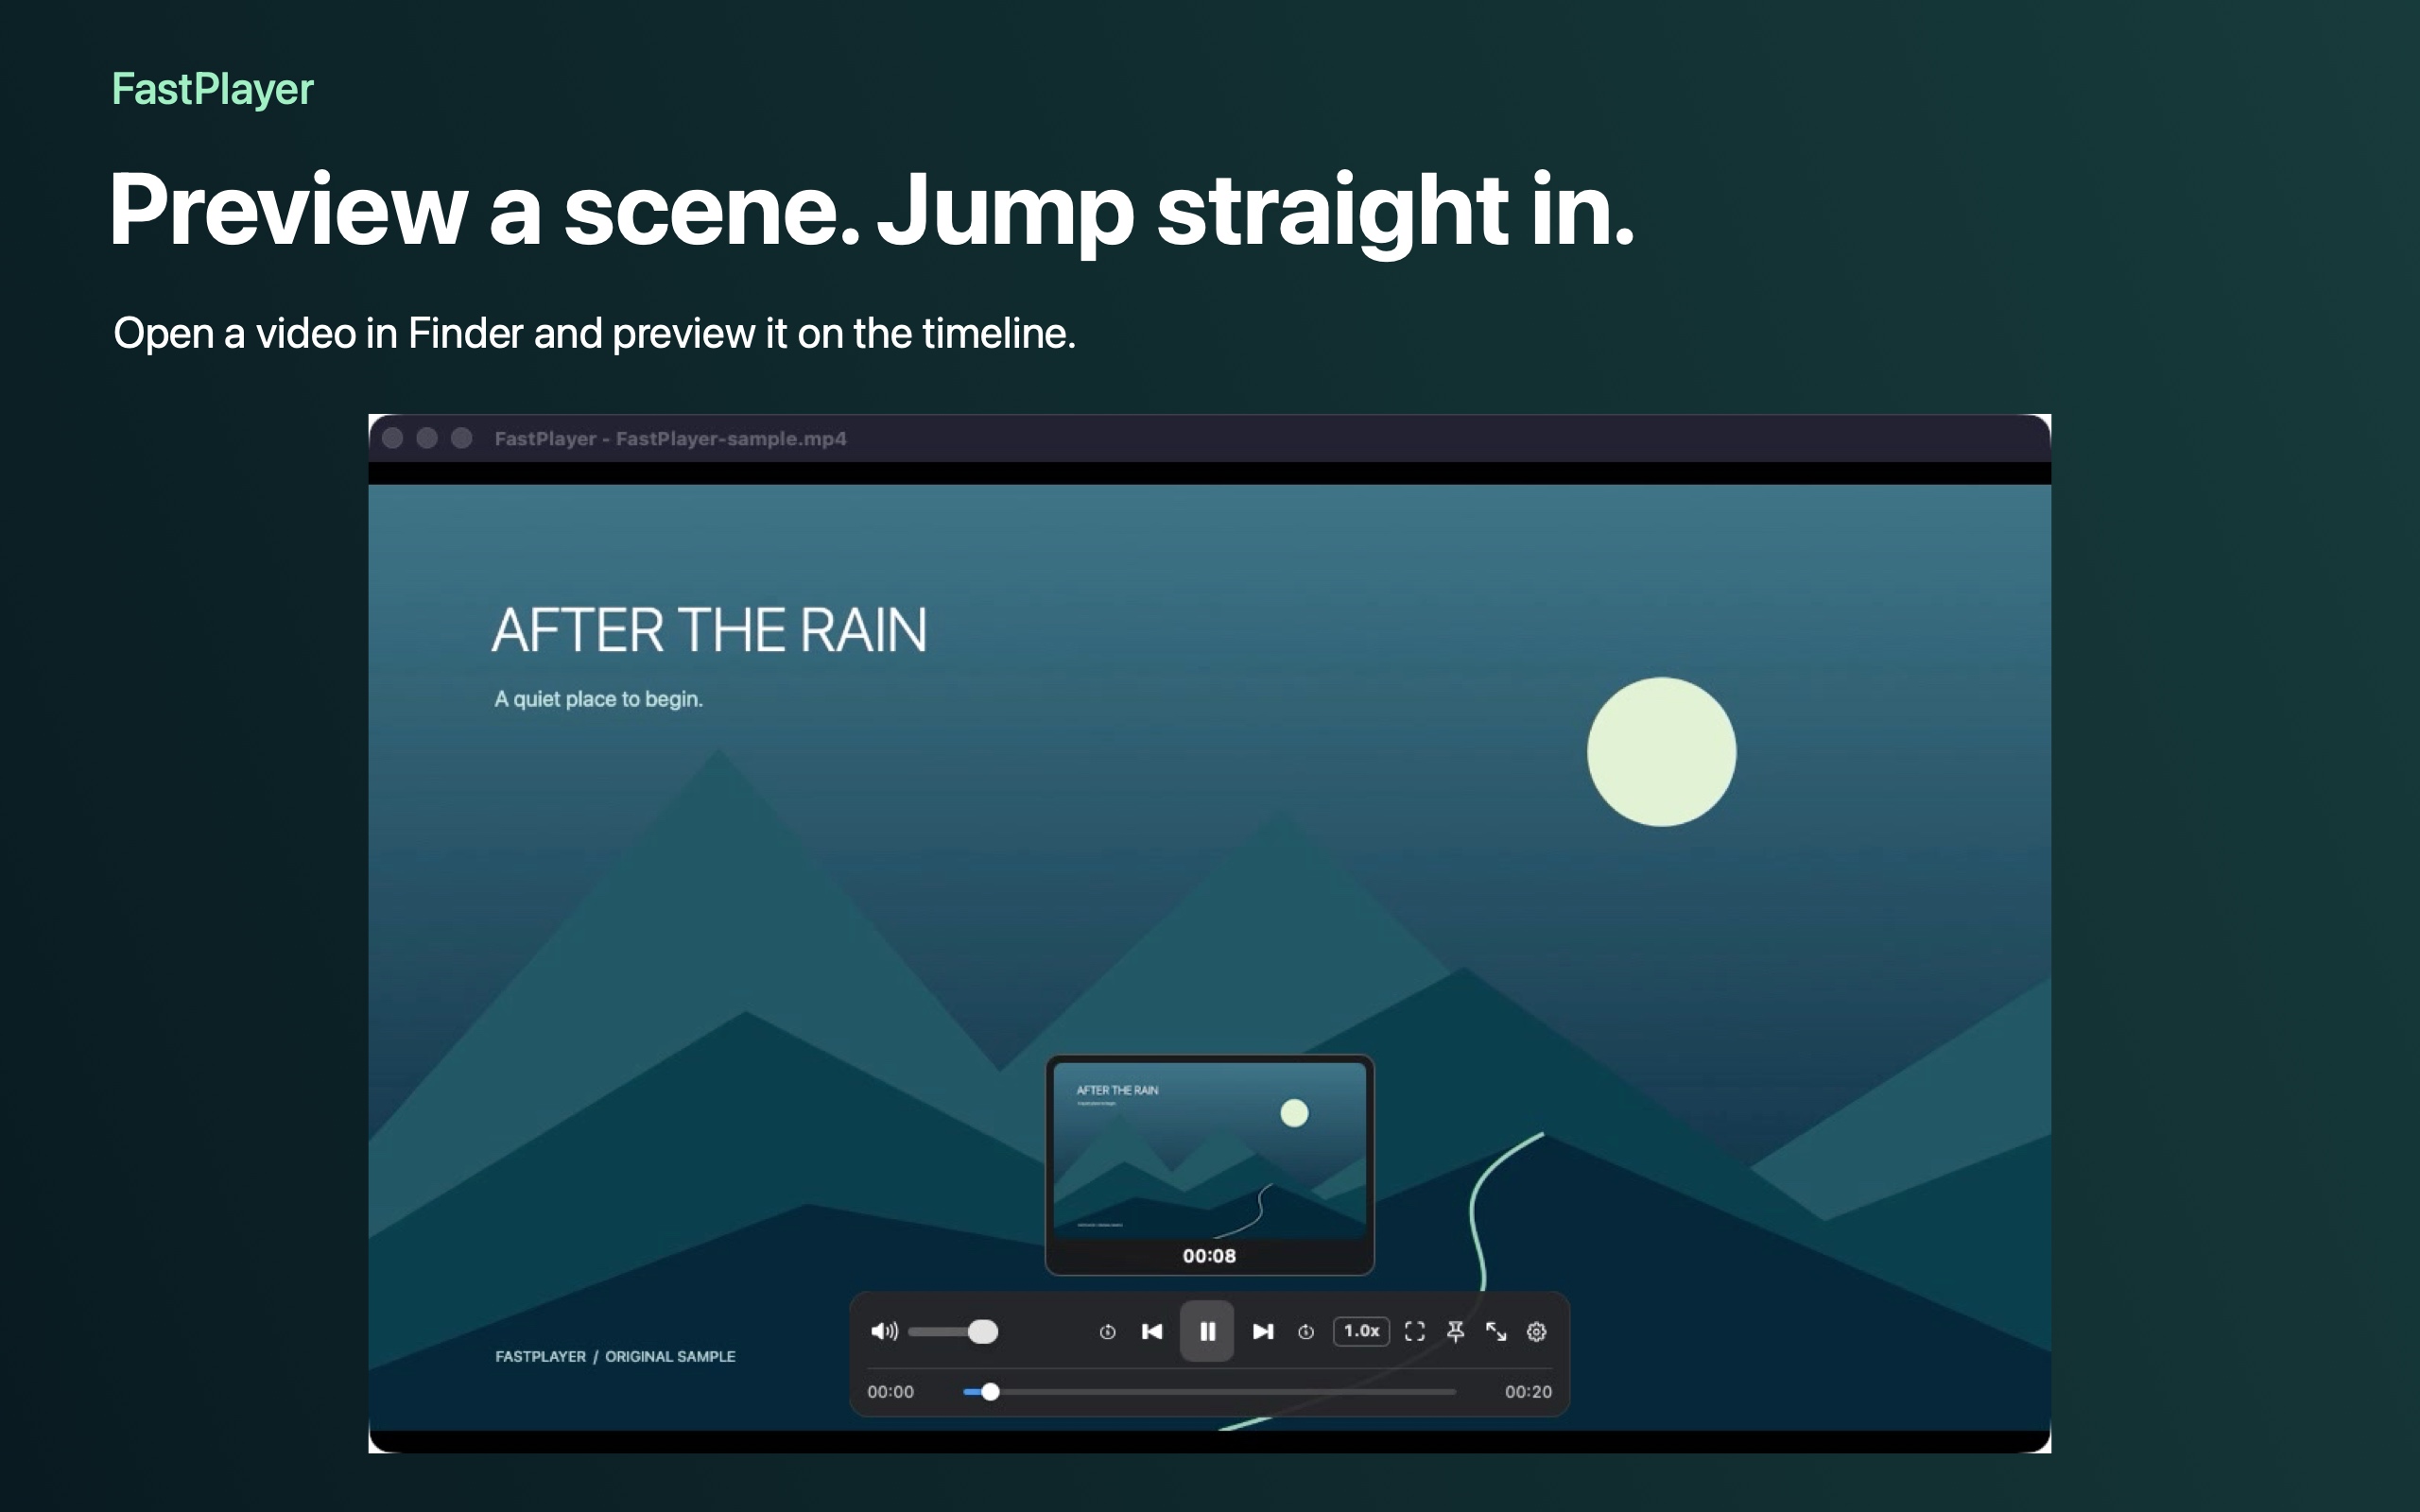 FastPlayer
Preview a scene. Jump straight in.
Open a video in Finder and preview it on the timeline.
FastPlayer - FastPlayer-sample.mp4
AFTER THE RAIN
A quiet place to begin.
AFTER THE RAIN
00:08
1.0x
FASTPLAYER / ORIGINAL SAMPLE
00:00
00:20